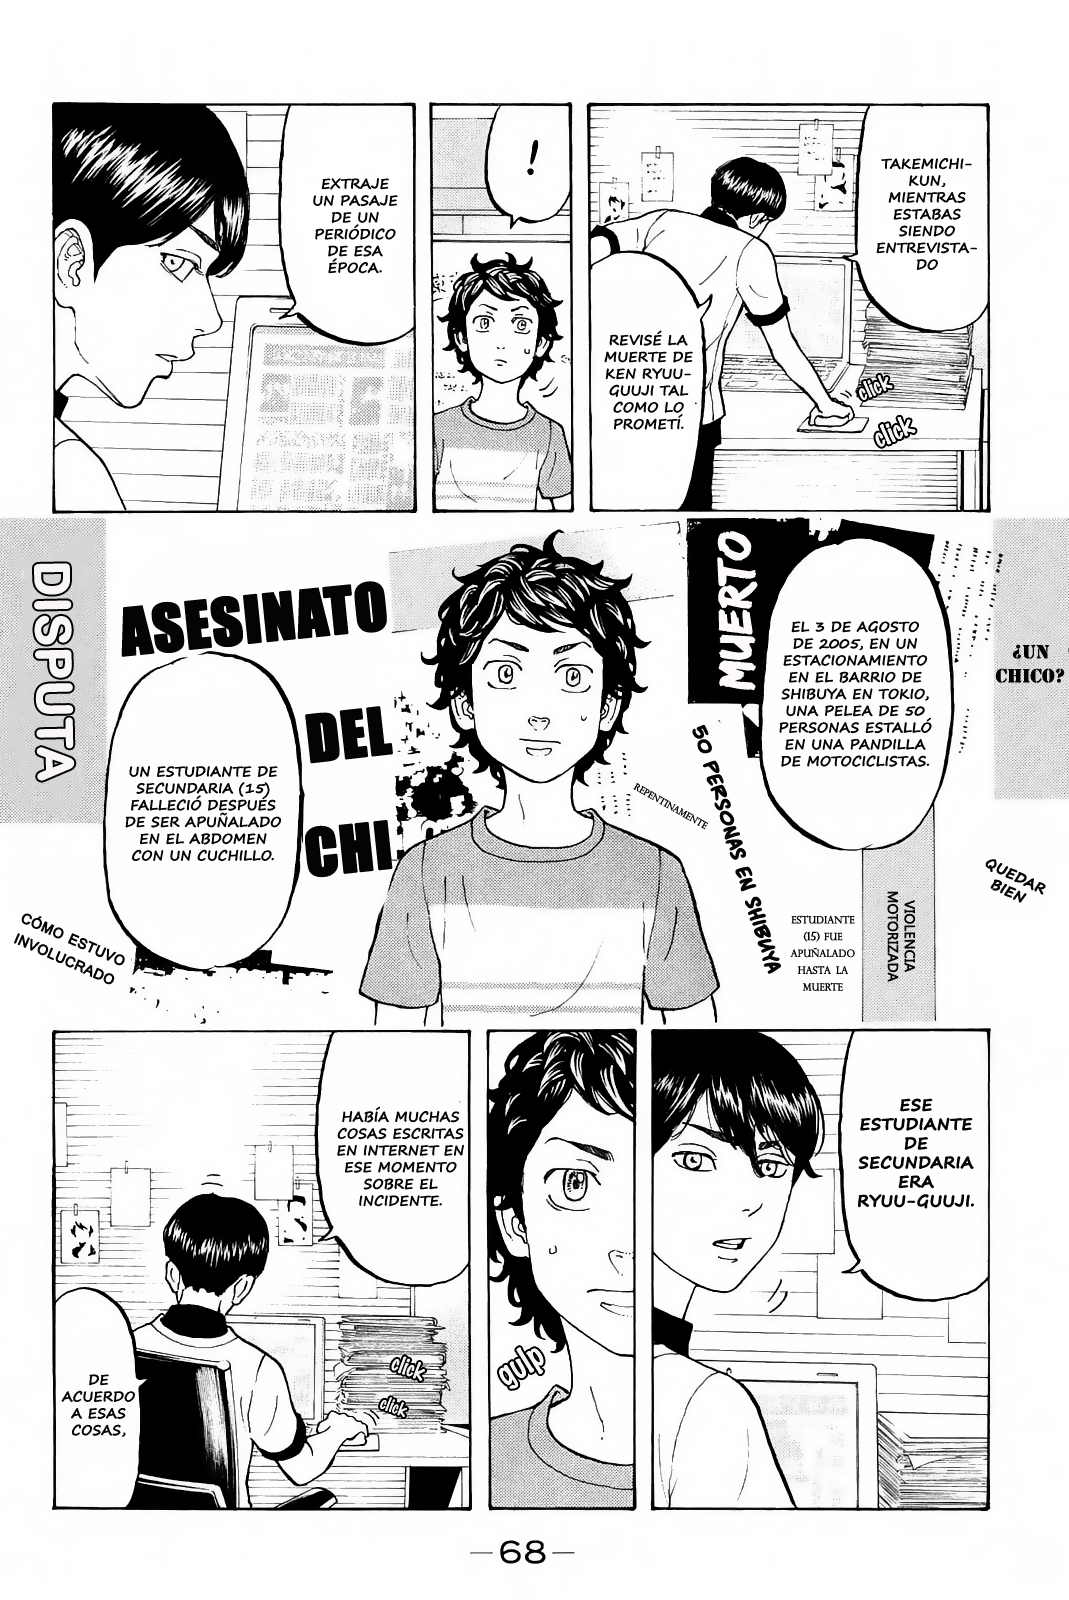 TAKEMICHI-
KUN,
MIENTRAS
ESTABAS
SIENDO
ENTREVISTA-
DO
REVISÉ LA
MUERTE DE
KEN RYUU-
GUUJI TAL
COMO LO
PROMETÍ.
click
click
!
EXTRAJE
UN PASAJE
DE UN
PERIÓDICO
DE ESA
ÉPOCA.
¿UN
CHICO?
MUERTO
EL 3 DE AGOSTO
DE 2005, EN UN
ESTACIONAMIENTO
EN EL BARRIO DE
SHIBUYA EN TOKIO,
UNA PELEA DE 50
PERSONAS ESTALLÓ
EN UNA PANDILLA
DE MOTOCICLISTAS.
QUEDAR
BIEN
VIOLENCIA
MOTORIZADA
ESTUDIANTE
(15) FUE
APUÑALADO
HASTA LA
MUERTE
50 PERSONAS EN SHIBUYA
REPENTINAMENTE
ASESINATO
DEL
CHI
DISPUTA
UN ESTUDIANTE DE
SECUNDARIA (15)
FALLECIÓ DESPUÉS
DE SER APUÑALADO
EN EL ABDOMEN
CON UN CUCHILLO.
CÓMO ESTUVO
INVOLUCRADO
ESE
ESTUDIANTE
DE
SECUNDARIA
ERA
RYUU-GUUJI.
gulp
HABÍA MUCHAS
COSAS ESCRITAS
EN INTERNET EN
ESE MOMENTO
SOBRE EL
INCIDENTE.
click
click
DE
ACUERDO
A ESAS
COSAS,
—68—